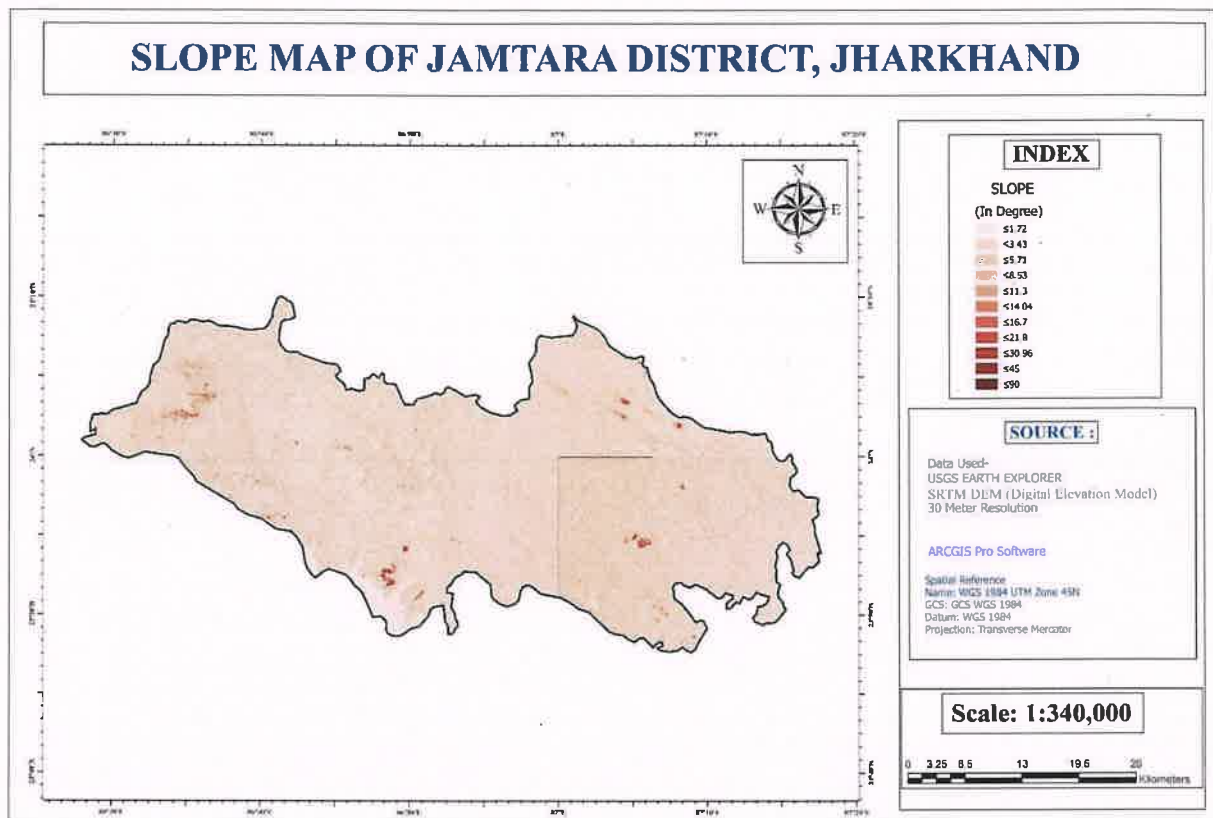 SLOPE MAP OF JAMTARA DISTRICT, JHARKHAND
N
W E
S
87°0'E
INDEX
SLOPE
(In Degree)
≤1.72
<3.43
≤5.71
<8.53
≤11.3
<14.04
≤16.7
≤21.8
≤30.96
≤45
≤90
SOURCE :
Data Used-
USGS EARTH EXPLORER
SRTM DEM (Digital Elevation Model)
30 Meter Resolution
ARCGIS Pro Software
Spatial Reference
Name: WGS 1984 UTM Zone 45N
GCS: GCS WGS 1984
Datum: WGS 1984
Projection: Transverse Mercator
Scale: 1:340,000
0 3.25 6.5 13 19.5 26
Kilometers